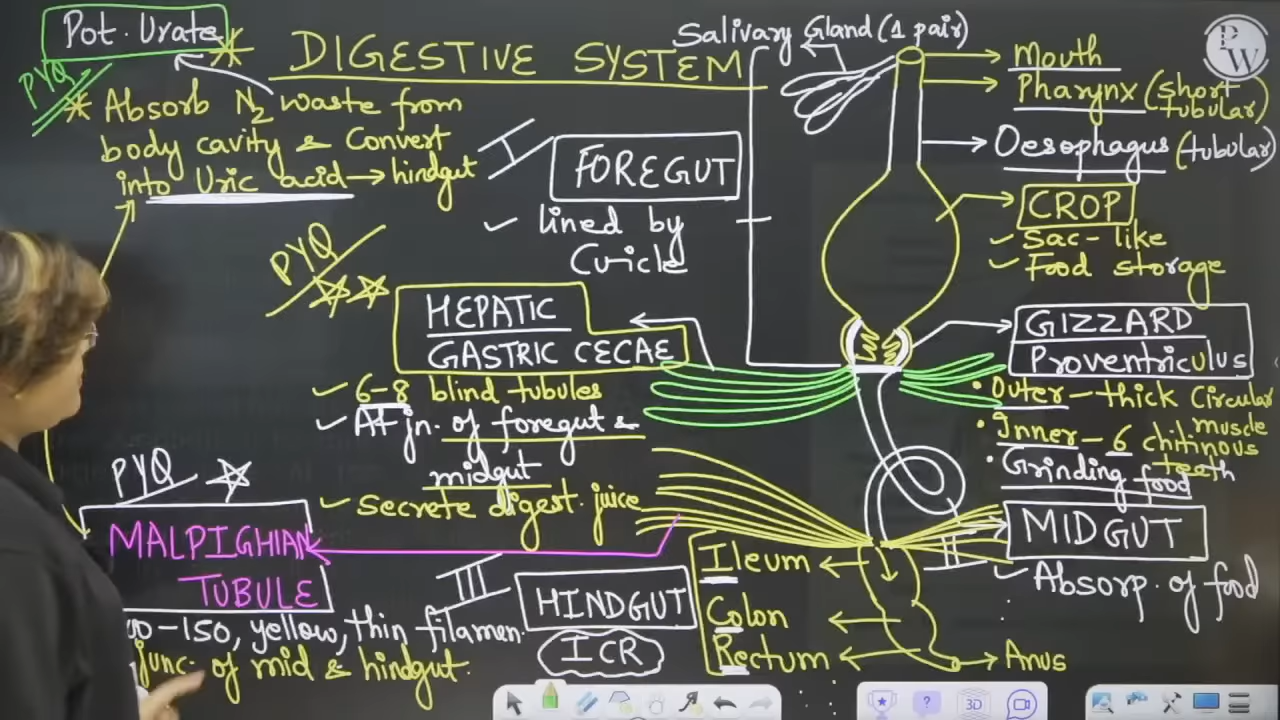 Pot. Urate
PYQ
* DIGESTIVE SYSTEM
* Absorb N2 waste from
body cavity & Convert
into Uric acid → hindgut
Salivary Gland (1 pair)
PW
Mouth
Pharynx (short
tubular)
Oesophagus (tubular)
I
FOREGUT
✓ lined by
Cuicle
CROP
✓ Sac-like
✓ Food storage
GIZZARD
Proventriculus
• Outer - thick Circular
muscle
• Inner - 6 chitinous
teeth
• Grinding food
PYQ
HEPATIC
GASTRIC CECAE
✓ 6-8 blind tubules
✓ At jn. of foregut &
midgut
✓ Secrete digest. juice
II
MIDGUT
✓ Absorp. of food
PYQ
MALPIGHIAN
TUBULE
-150, yellow, thin filamen.
junc. of mid & hindgut.
III
HINDGUT
ICR
Ileum
Colon
Rectum
Anus
3D